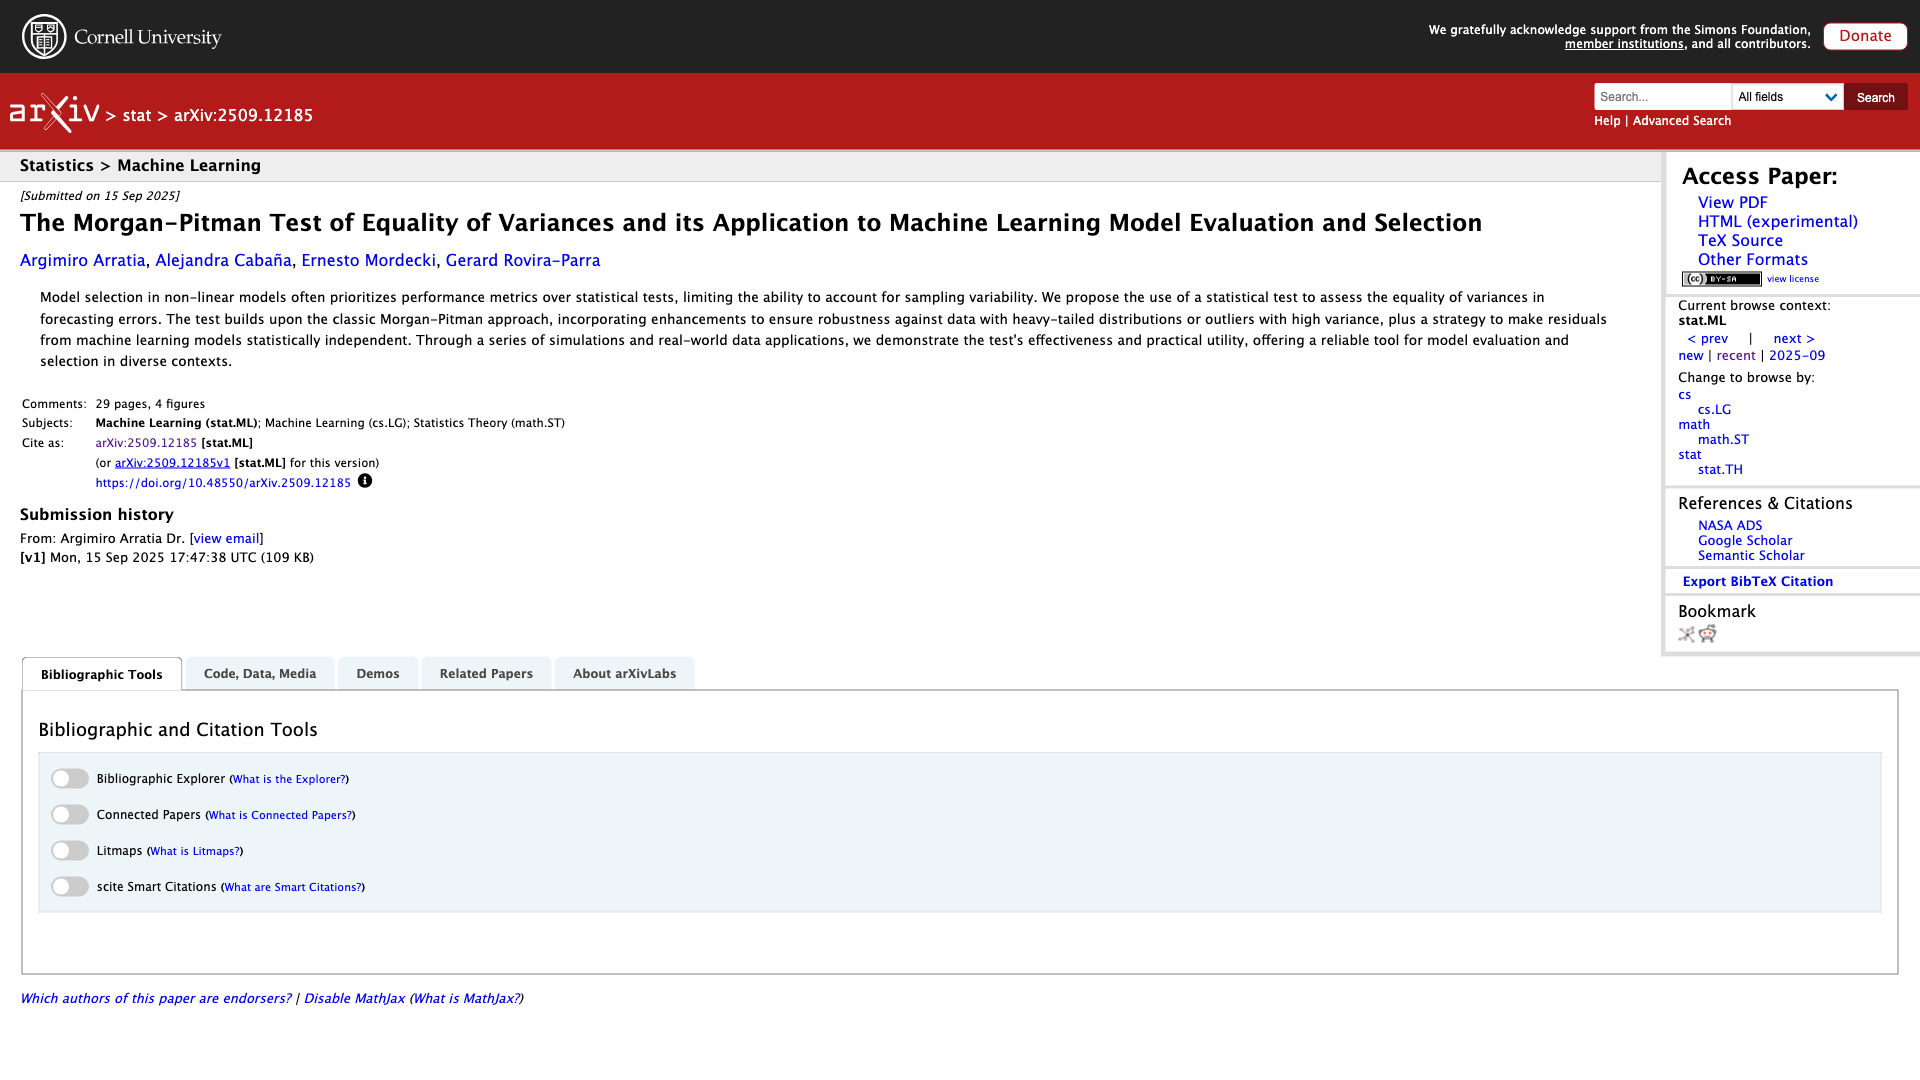 Cornell University
We gratefully acknowledge support from the Simons Foundation,
member institutions, and all contributors.
Donate
arXiv > stat > arXiv:2509.12185
Search...
All fields
Search
Help | Advanced Search
Statistics > Machine Learning
[Submitted on 15 Sep 2025]
The Morgan-Pitman Test of Equality of Variances and its Application to Machine Learning Model Evaluation and Selection
Argimiro Arratia, Alejandra Cabaña, Ernesto Mordecki, Gerard Rovira-Parra
Model selection in non-linear models often prioritizes performance metrics over statistical tests, limiting the ability to account for sampling variability. We propose the use of a statistical test to assess the equality of variances in
forecasting errors. The test builds upon the classic Morgan-Pitman approach, incorporating enhancements to ensure robustness against data with heavy-tailed distributions or outliers with high variance, plus a strategy to make residuals
from machine learning models statistically independent. Through a series of simulations and real-world data applications, we demonstrate the test's effectiveness and practical utility, offering a reliable tool for model evaluation and
selection in diverse contexts.
Comments: 29 pages, 4 figures
Subjects: Machine Learning (stat.ML); Machine Learning (cs.LG); Statistics Theory (math.ST)
Cite as: arXiv:2509.12185 [stat.ML]
(or arXiv:2509.12185v1 [stat.ML] for this version)
https://doi.org/10.48550/arXiv.2509.12185
Submission history
From: Argimiro Arratia Dr. [view email]
[v1] Mon, 15 Sep 2025 17:47:38 UTC (109 KB)
Access Paper:
View PDF
HTML (experimental)
TeX Source
Other Formats
(cc) BY-SA view license
Current browse context:
stat.ML
< prev | next >
new | recent | 2025-09
Change to browse by:
cs
cs.LG
math
math.ST
stat
stat.TH
References & Citations
NASA ADS
Google Scholar
Semantic Scholar
Export BibTeX Citation
Bookmark
Bibliographic Tools
Code, Data, Media
Demos
Related Papers
About arXivLabs
Bibliographic and Citation Tools
Bibliographic Explorer (What is the Explorer?)
Connected Papers (What is Connected Papers?)
Litmaps (What is Litmaps?)
scite Smart Citations (What are Smart Citations?)
Which authors of this paper are endorsers? | Disable MathJax (What is MathJax?)